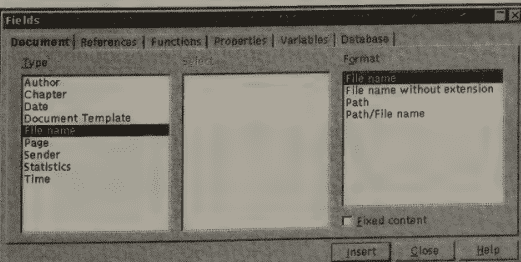 Fields
Document References Functions Properties Variables Database
Type Select Format
Author
Chapter
Date
Document Template
File name
Page
Sender
Statistics
Time
File name
File name without extension
Path
Path/File name
Fixed content
Insert Close Help